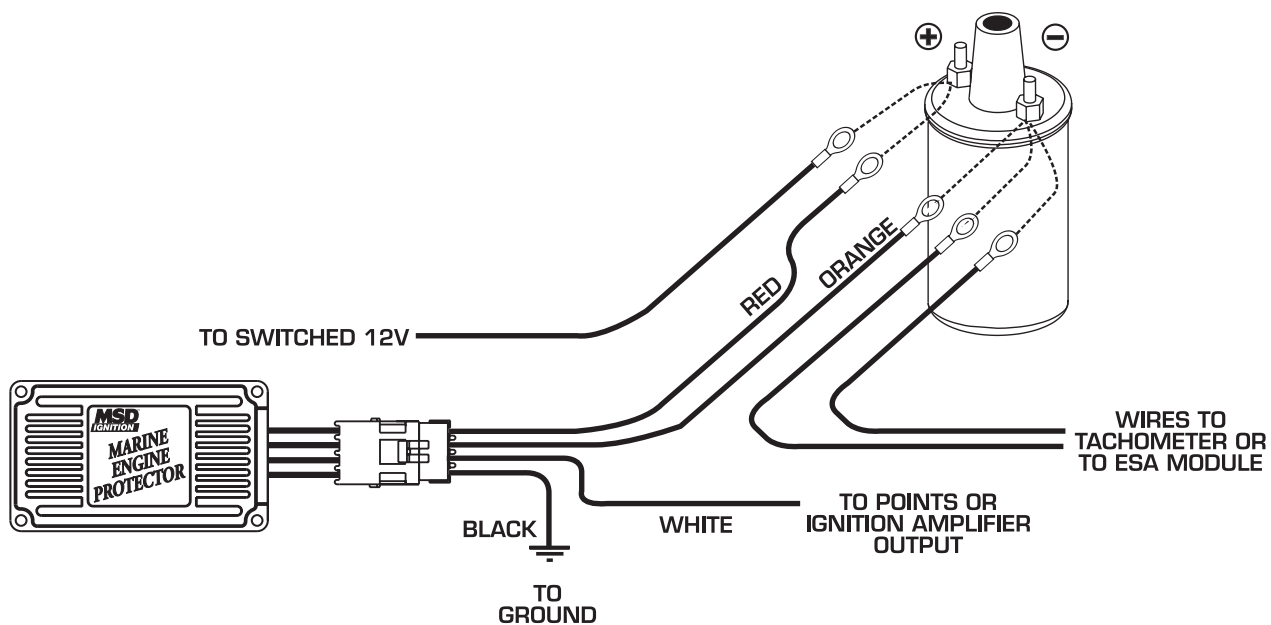 +
−
ORANGE
RED
TO SWITCHED 12V
MSD
IGNITION
MARINE
ENGINE
PROTECTOR
WIRES TO
TACHOMETER OR
TO ESA MODULE
BLACK
WHITE
TO POINTS OR
IGNITION AMPLIFIER
OUTPUT
TO
GROUND